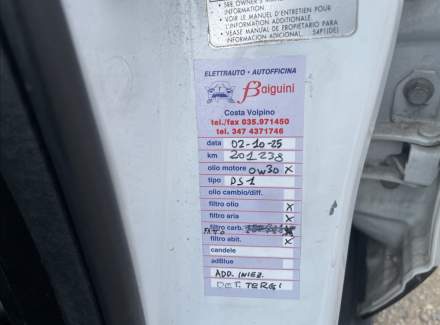 SEE OWNER'S
INFORMATION.
• VOIR LE MANUEL D'ENTRETIEN POUR
INFORMATION ADDITIONALE.
• VEASE MANUAL DE PROPIETARIO PARA
INFORMACION ADICIONAL.
ELETTRAUTO • AUTOFFICINA
Baiguini
Costa Volpino
tel./fax 035.971450
tel. 347 4371746
data 02-10-25
km 201238
olio motore 0W30 X
tipo DS1
olio cambio/diff.
filtro olio X
filtro aria X
filtro carb. X
filtro abit. X
candele
adBlue
ADD. INIEZ.
DET. TERGI